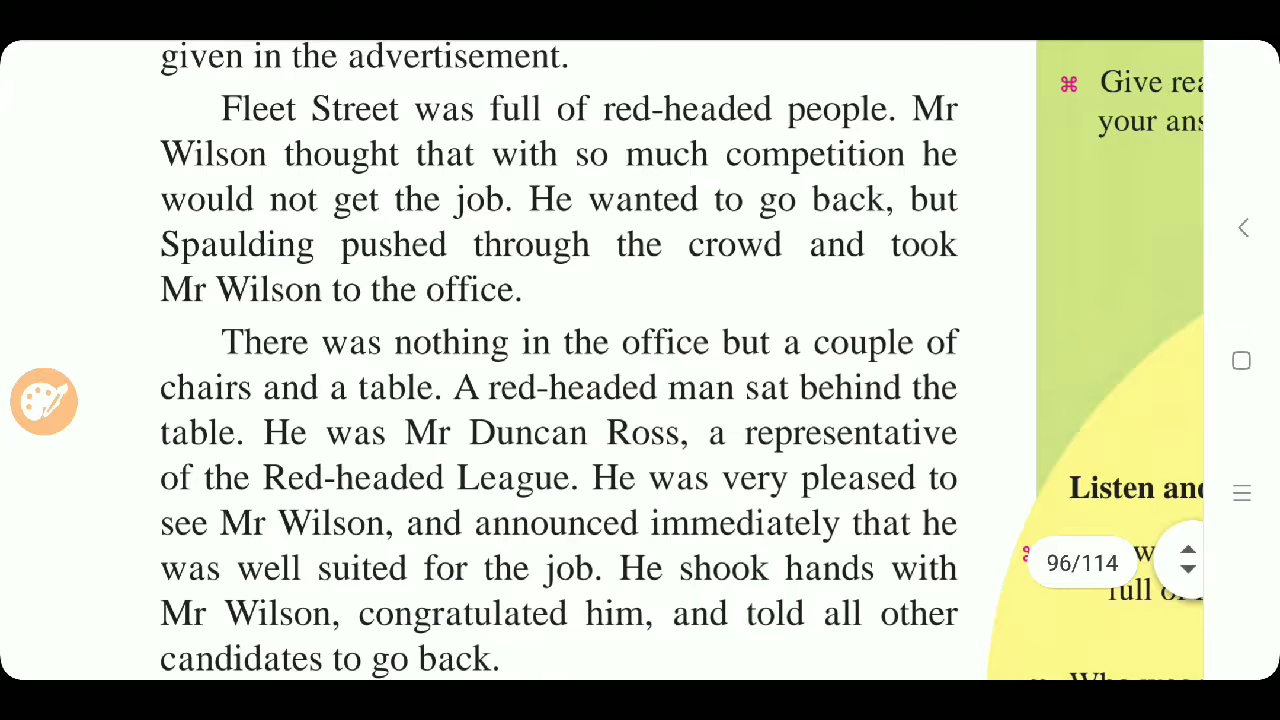 given in the advertisement.
Fleet Street was full of red-headed people. Mr
Wilson thought that with so much competition he
would not get the job. He wanted to go back, but
Spaulding pushed through the crowd and took
Mr Wilson to the office.
There was nothing in the office but a couple of
chairs and a table. A red-headed man sat behind the
table. He was Mr Duncan Ross, a representative
of the Red-headed League. He was very pleased to
see Mr Wilson, and announced immediately that he
was well suited for the job. He shook hands with
Mr Wilson, congratulated him, and told all other
candidates to go back.
⌘ Give rea
your ans
Listen and
96/114
full o